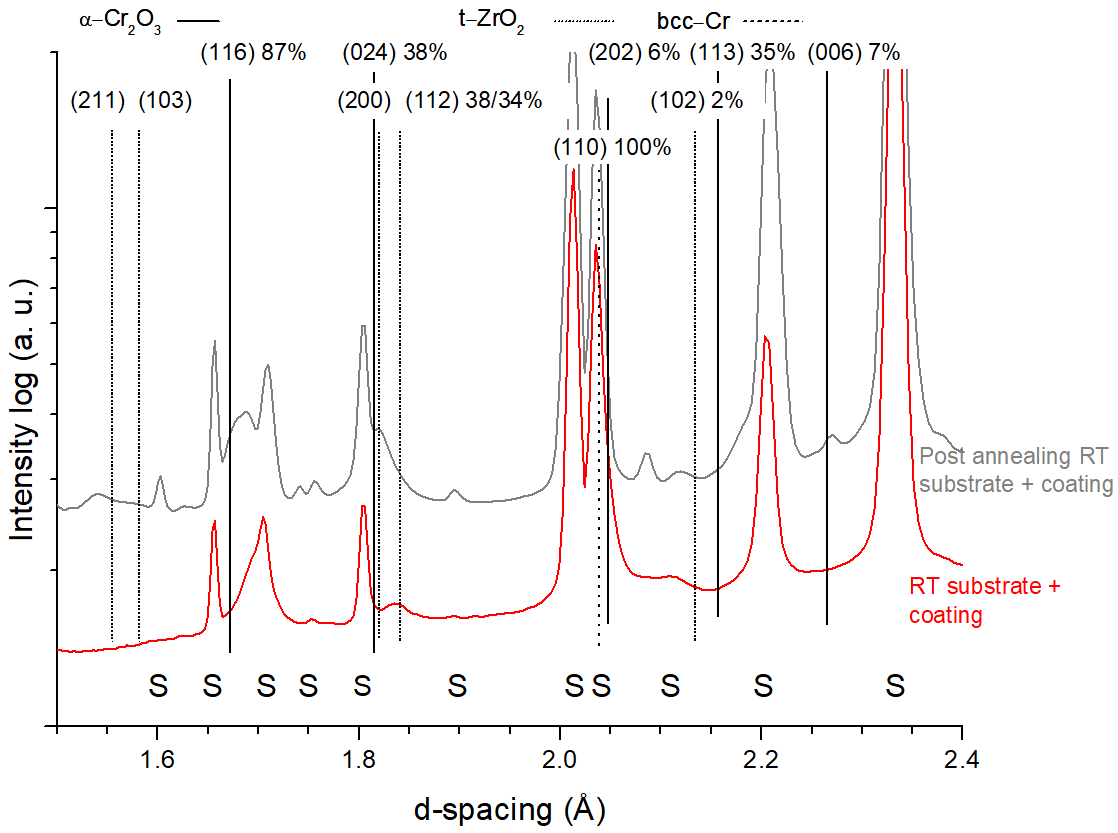 α–Cr₂O₃ t–ZrO₂ bcc–Cr
(116) 87% (024) 38% (202) 6% (113) 35% (006) 7%
(211) (103) (200) (112) 38/34% (102) 2%
(110) 100%
Intensity log (a. u.)
Post annealing RT
substrate + coating
RT substrate +
coating
S S S S S S S S S S S
1.6 1.8 2.0 2.2 2.4
d-spacing (Å)